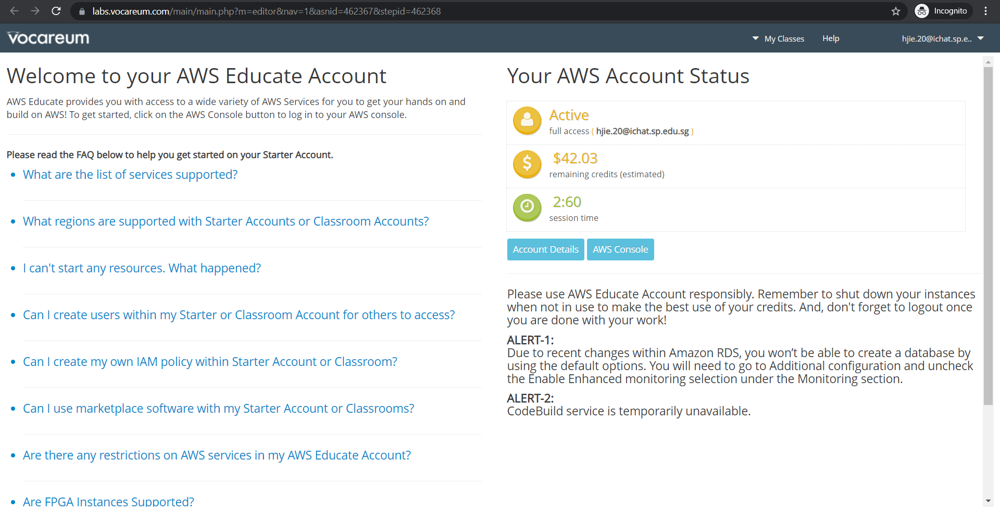 labs.vocareum.com/main/main.php?m=editor&nav=1&asnid=462367&stepid=462368
Incognito
vocareum
My Classes
Help
hjie.20@ichat.sp.e..
Welcome to your AWS Educate Account
AWS Educate provides you with access to a wide variety of AWS Services for you to get your hands on and
build on AWS! To get started, click on the AWS Console button to log in to your AWS console.
Please read the FAQ below to help you get started on your Starter Account.
What are the list of services supported?
What regions are supported with Starter Accounts or Classroom Accounts?
I can't start any resources. What happened?
Can I create users within my Starter or Classroom Account for others to access?
Can I create my own IAM policy within Starter Account or Classroom?
Can I use marketplace software with my Starter Account or Classrooms?
Are there any restrictions on AWS services in my AWS Educate Account?
Are FPGA Instances Supported?
Your AWS Account Status
Active
full access ( hjie.20@ichat.sp.edu.sg )
$42.03
remaining credits (estimated)
2:60
session time
Account Details
AWS Console
Please use AWS Educate Account responsibly. Remember to shut down your instances
when not in use to make the best use of your credits. And, don't forget to logout once
you are done with your work!
ALERT-1:
Due to recent changes within Amazon RDS, you won’t be able to create a database by
using the default options. You will need to go to Additional configuration and uncheck
the Enable Enhanced monitoring selection under the Monitoring section.
ALERT-2:
CodeBuild service is temporarily unavailable.